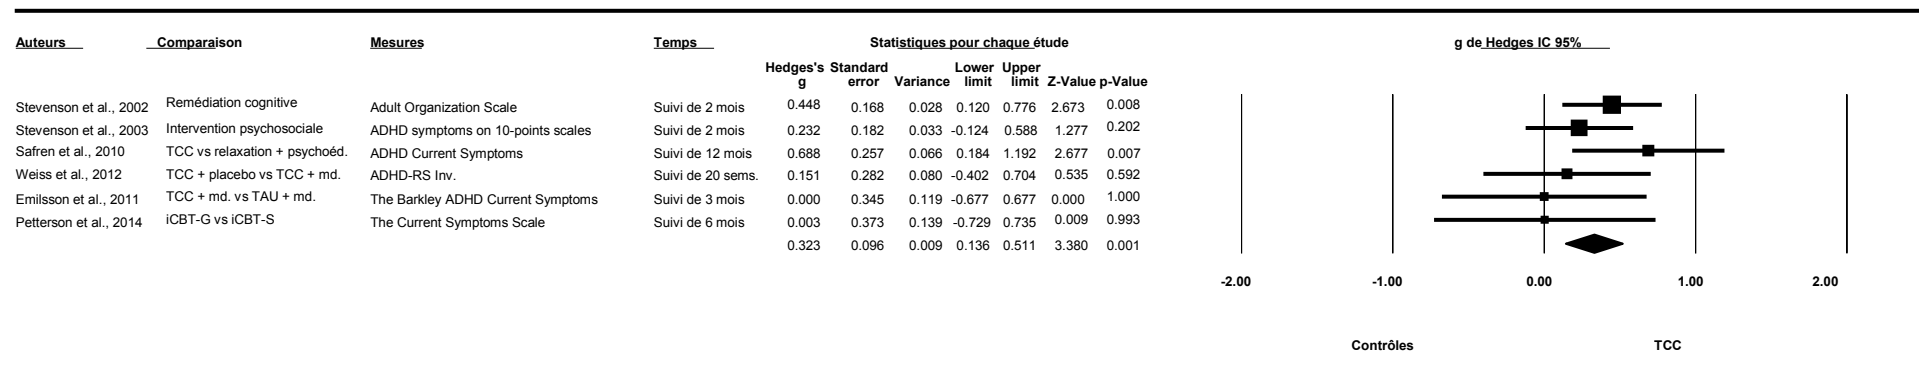 Auteurs Comparaison Mesures Temps Statistiques pour chaque étude g de Hedges IC 95%
Hedges's g Standard error Variance Lower limit Upper limit Z-Value p-Value
Stevenson et al., 2002 Remédiation cognitive Adult Organization Scale Suivi de 2 mois 0.448 0.168 0.028 0.120 0.776 2.673 0.008
Stevenson et al., 2003 Intervention psychosociale ADHD symptoms on 10-points scales Suivi de 2 mois 0.232 0.182 0.033 -0.124 0.588 1.277 0.202
Safren et al., 2010 TCC vs relaxation + psychoéd. ADHD Current Symptoms Suivi de 12 mois 0.688 0.257 0.066 0.184 1.192 2.677 0.007
Weiss et al., 2012 TCC + placebo vs TCC + md. ADHD-RS Inv. Suivi de 20 sems. 0.151 0.282 0.080 -0.402 0.704 0.535 0.592
Emilsson et al., 2011 TCC + md. vs TAU + md. The Barkley ADHD Current Symptoms Suivi de 3 mois 0.000 0.345 0.119 -0.677 0.677 0.000 1.000
Petterson et al., 2014 iCBT-G vs iCBT-S The Current Symptoms Scale Suivi de 6 mois 0.003 0.373 0.139 -0.729 0.735 0.009 0.993
0.323 0.096 0.009 0.136 0.511 3.380 0.001
-2.00 -1.00 0.00 1.00 2.00
Contrôles TCC